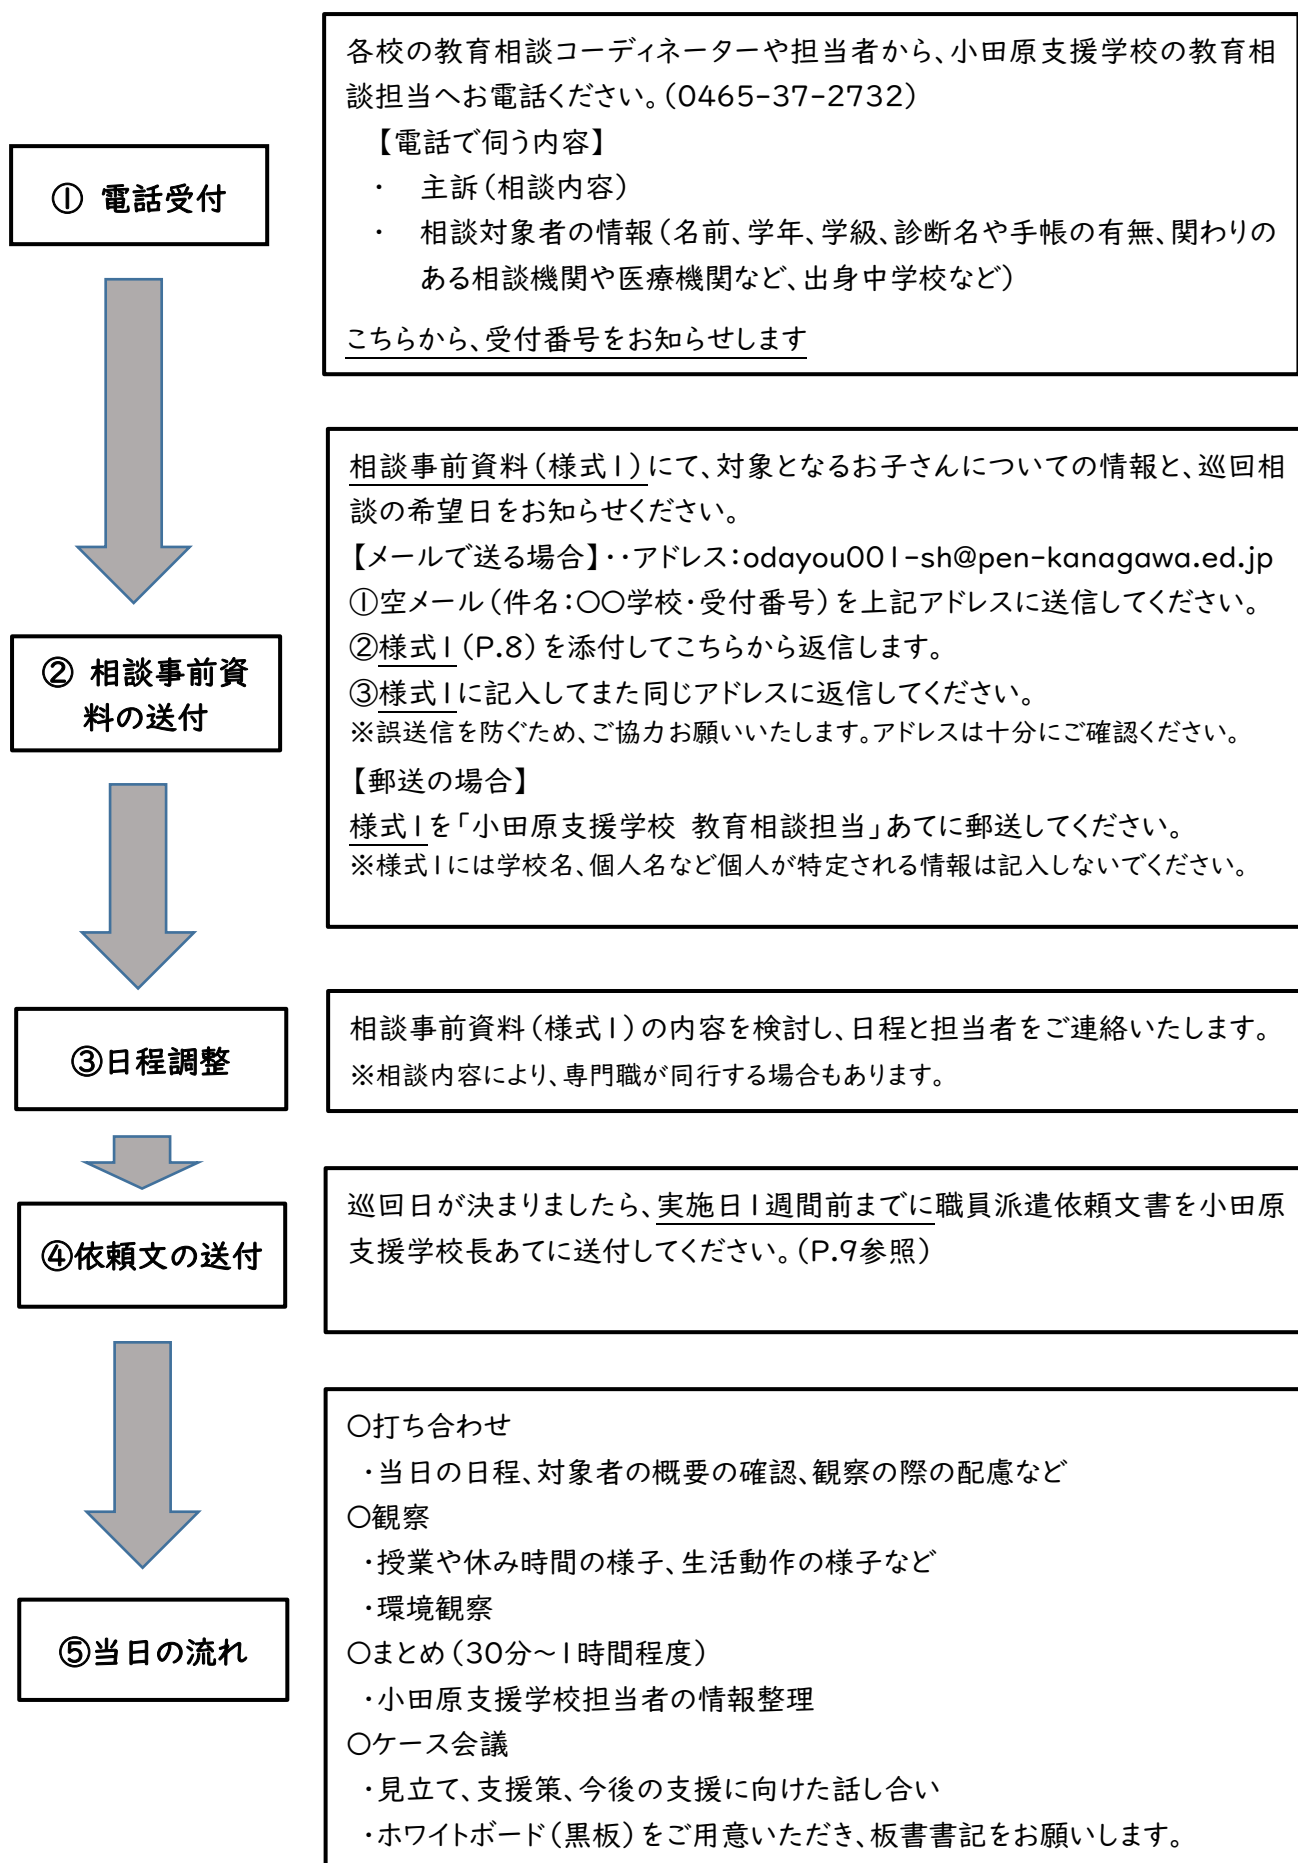 各校の教育相談コーディネーターや担当者から、小田原支援学校の教育相
談担当へお電話ください。(0465-37-2732)
【電話で伺う内容】
・ 主訴(相談内容)
・ 相談対象者の情報(名前、学年、学級、診断名や手帳の有無、関わりの
ある相談機関や医療機関など、出身中学校など)
こちらから、受付番号をお知らせします
① 電話受付
相談事前資料(様式1)にて、対象となるお子さんについての情報と、巡回相
談の希望日をお知らせください。
【メールで送る場合】・・アドレス:odayou001-sh@pen-kanagawa.ed.jp
①空メール(件名:〇〇学校・受付番号)を上記アドレスに送信してください。
②様式1(P.8)を添付してこちらから返信します。
③様式1に記入してまた同じアドレスに返信してください。
※誤送信を防ぐため、ご協力お願いいたします。アドレスは十分にご確認ください。
【郵送の場合】
様式1を「小田原支援学校 教育相談担当」あてに郵送してください。
※様式1には学校名、個人名など個人が特定される情報は記入しないでください。
② 相談事前資
料の送付
③日程調整
相談事前資料(様式1)の内容を検討し、日程と担当者をご連絡いたします。
※相談内容により、専門職が同行する場合もあります。
④依頼文の送付
巡回日が決まりましたら、実施日1週間前までに職員派遣依頼文書を小田原
支援学校長あてに送付してください。(P.9参照)
⑤当日の流れ
〇打ち合わせ
・当日の日程、対象者の概要の確認、観察の際の配慮など
〇観察
・授業や休み時間の様子、生活動作の様子など
・環境観察
〇まとめ(30分~1時間程度)
・小田原支援学校担当者の情報整理
〇ケース会議
・見立て、支援策、今後の支援に向けた話し合い
・ホワイトボード(黒板)をご用意いただき、板書書記をお願いします。